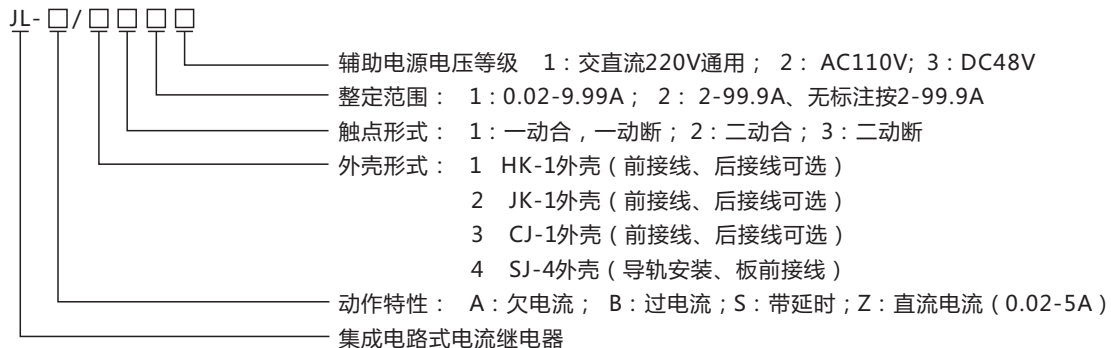 JL-□/□□□□
辅助电源电压等级 1：交直流220V通用； 2： AC110V; 3：DC48V
整定范围： 1：0.02-9.99A； 2： 2-99.9A、无标注按2-99.9A
触点形式： 1：一动合，一动断； 2：二动合； 3：二动断
外壳形式： 1 HK-1外壳（前接线、后接线可选）
2 JK-1外壳（前接线、后接线可选）
3 CJ-1外壳（前接线、后接线可选）
4 SJ-4外壳（导轨安装、板前接线）
动作特性： A：欠电流； B：过电流；S：带延时；Z：直流电流（0.02-5A）
集成电路式电流继电器